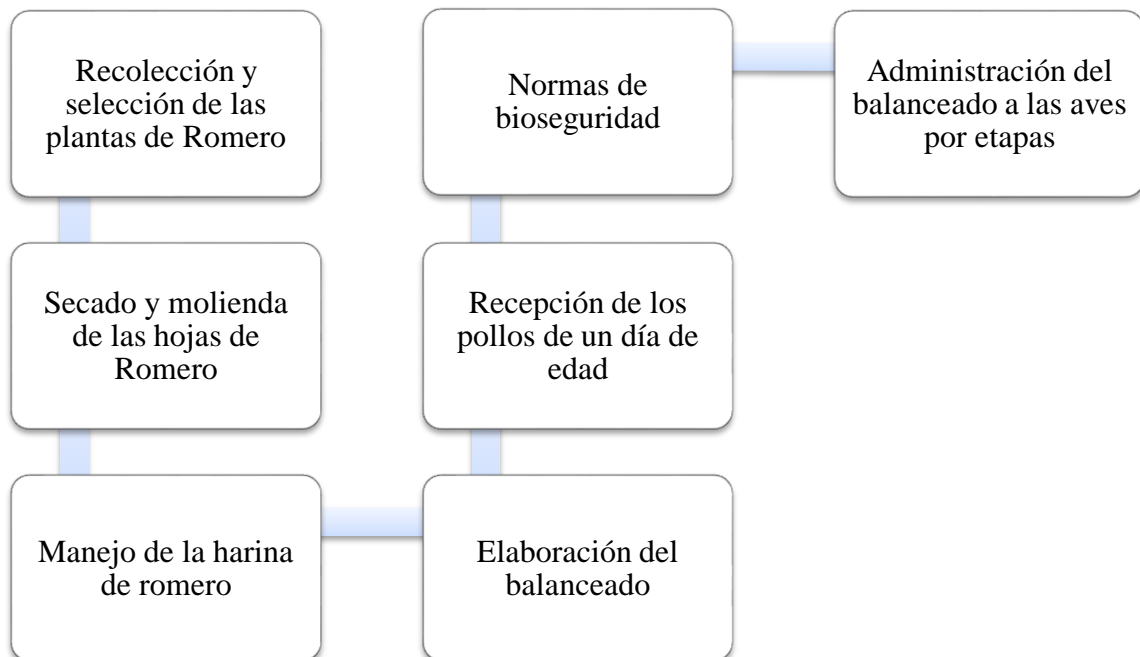 Recolección y
selección de las
plantas de Romero
Secado y molienda
de las hojas de
Romero
Manejo de la harina
de romero
Elaboración del
balanceado
Recepción de los
pollos de un día de
edad
Normas de
bioseguridad
Administración del
balanceado a las aves
por etapas